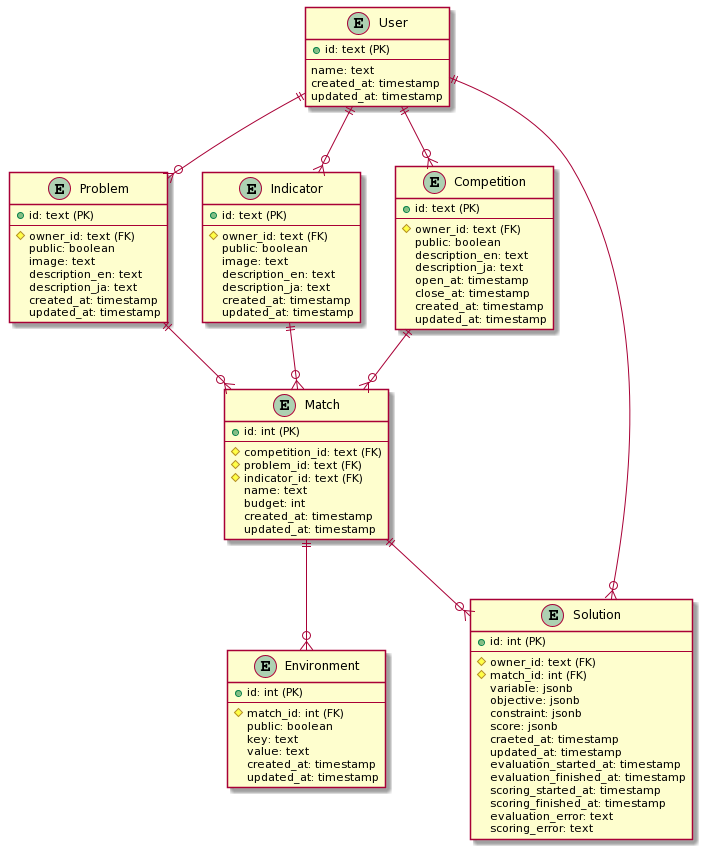 E User
id: text (PK)
name: text
created_at: timestamp
updated_at: timestamp
E Problem
id: text (PK)
owner_id: text (FK)
public: boolean
image: text
description_en: text
description_ja: text
created_at: timestamp
updated_at: timestamp
E Indicator
id: text (PK)
owner_id: text (FK)
public: boolean
image: text
description_en: text
description_ja: text
created_at: timestamp
updated_at: timestamp
E Competition
id: text (PK)
owner_id: text (FK)
public: boolean
description_en: text
description_ja: text
open_at: timestamp
close_at: timestamp
created_at: timestamp
updated_at: timestamp
E Match
id: int (PK)
competition_id: text (FK)
problem_id: text (FK)
indicator_id: text (FK)
name: text
budget: int
created_at: timestamp
updated_at: timestamp
E Environment
id: int (PK)
match_id: int (FK)
public: boolean
key: text
value: text
created_at: timestamp
updated_at: timestamp
E Solution
id: int (PK)
owner_id: text (FK)
match_id: int (FK)
variable: jsonb
objective: jsonb
constraint: jsonb
score: jsonb
craeted_at: timestamp
updated_at: timestamp
evaluation_started_at: timestamp
evaluation_finished_at: timestamp
scoring_started_at: timestamp
scoring_finished_at: timestamp
evaluation_error: text
scoring_error: text